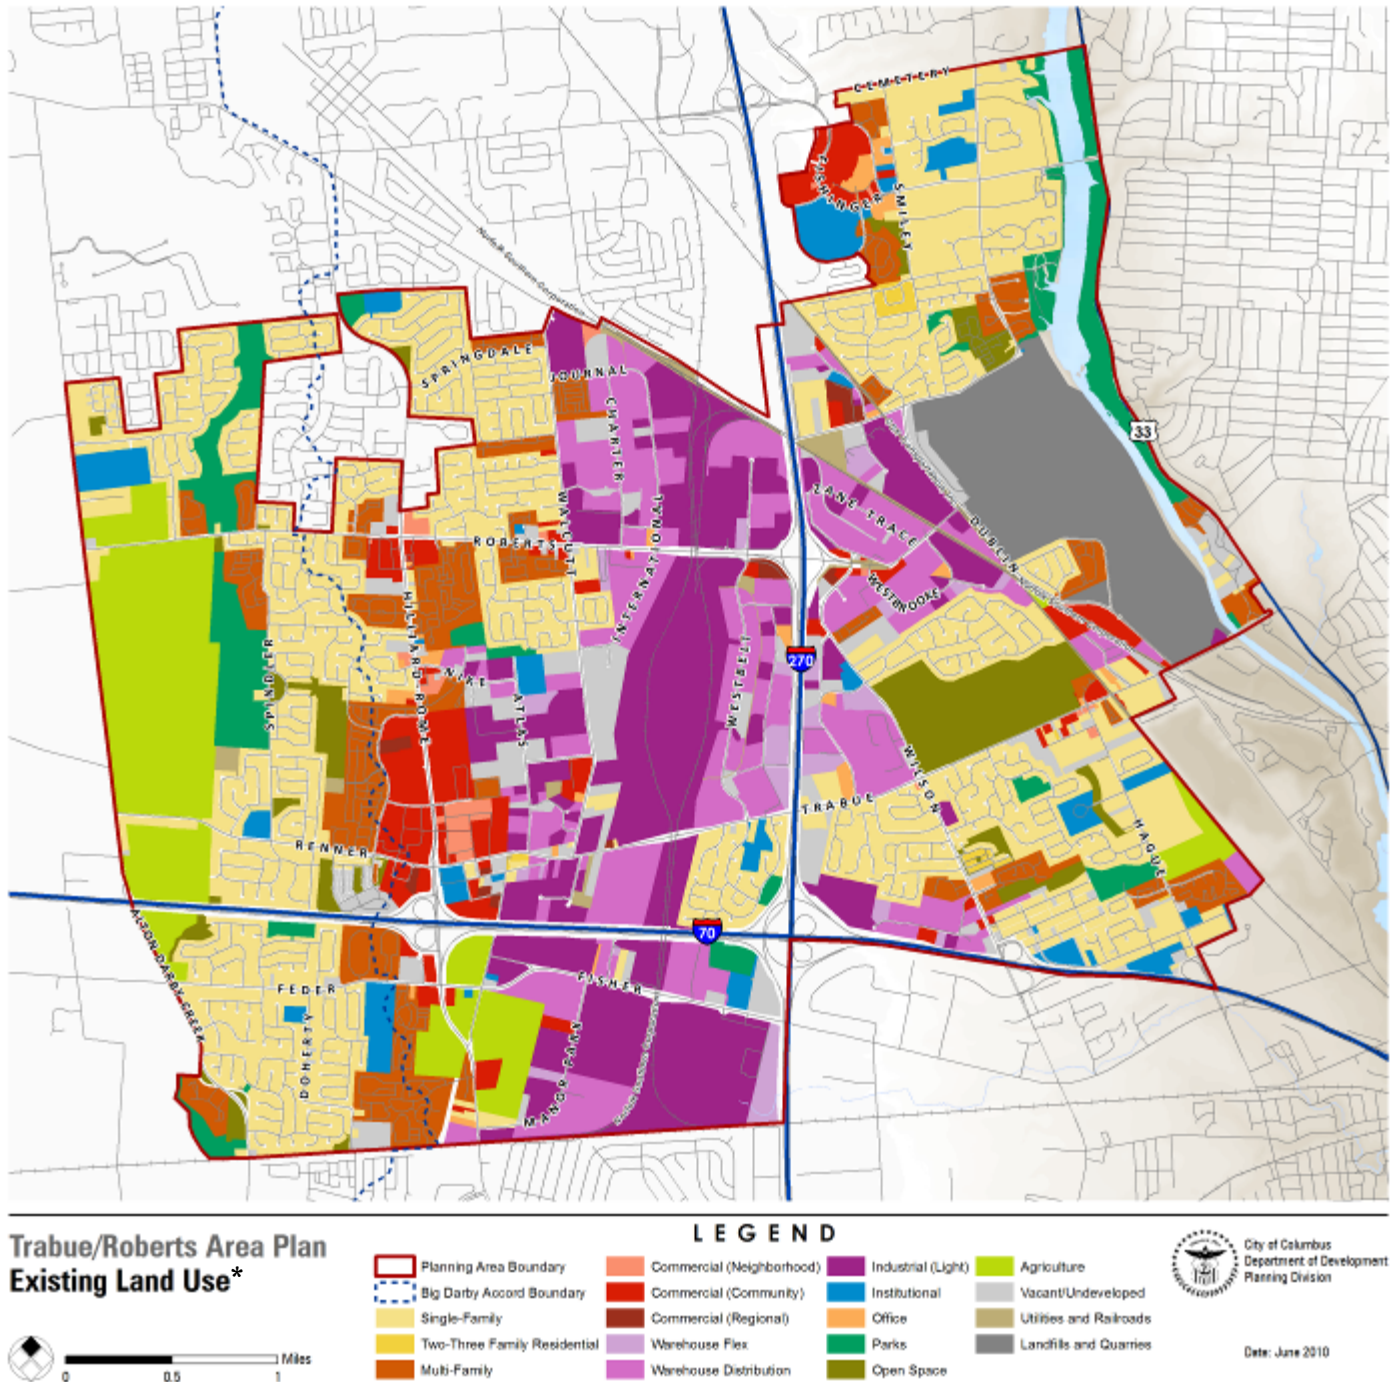 CEMETERY
FISHINGER
SMILEY
Norfolk Southern Corporation
SPRINGDALE
JOURNAL
CHARTER
33
WALCUTT
INTERNATIONAL
LANE TRACE
DUBLIN
ROBERTS
WESTBROOKE
HILLIARD-ROME
SPINDLER
NIKE
ATLAS
WESTBELT
270
WILSON
TRABUE
HAGUE
RENNER
70
ALTON DARBY CREEK
FEDER
FISHER
DOHERTY
MANOR PARK
Trabue/Roberts Area Plan
Existing Land Use*
0 0.5 1 Miles
LEGEND
Planning Area Boundary
Big Darby Accord Boundary
Single-Family
Two-Three Family Residential
Multi-Family
Commercial (Neighborhood)
Commercial (Community)
Commercial (Regional)
Warehouse Flex
Warehouse Distribution
Industrial (Light)
Institutional
Office
Parks
Open Space
Agriculture
Vacant/Undeveloped
Utilities and Railroads
Landfills and Quarries
City of Columbus
Department of Development
Planning Division
Date: June 2010